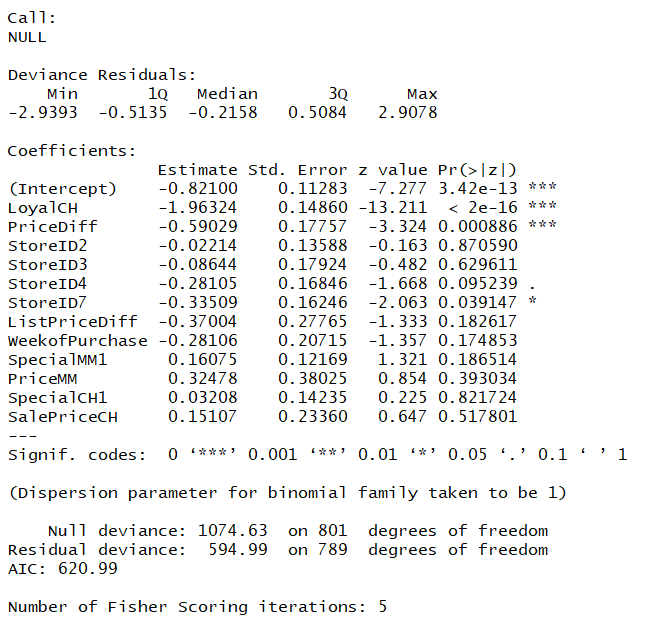 Call:
NULL

Deviance Residuals:
    Min       1Q   Median       3Q      Max
-2.9393  -0.5135  -0.2158   0.5084   2.9078

Coefficients:
               Estimate Std. Error z value Pr(>|z|)
(Intercept)    -0.82100    0.11283  -7.277 3.42e-13 ***
LoyalCH        -1.96324    0.14860 -13.211  < 2e-16 ***
PriceDiff      -0.59029    0.17757  -3.324 0.000886 ***
StoreID2       -0.02214    0.13588  -0.163 0.870590
StoreID3       -0.08644    0.17924  -0.482 0.629611
StoreID4       -0.28105    0.16846  -1.668 0.095239 .
StoreID7       -0.33509    0.16246  -2.063 0.039147 *
ListPriceDiff  -0.37004    0.27765  -1.333 0.182617
WeekofPurchase -0.28106    0.20715  -1.357 0.174853
SpecialMM1      0.16075    0.12169   1.321 0.186514
PriceMM         0.32478    0.38025   0.854 0.393034
SpecialCH1      0.03208    0.14235   0.225 0.821724
SalePriceCH     0.15107    0.23360   0.647 0.517801
---
Signif. codes:  0 ‘***’ 0.001 ‘**’ 0.01 ‘*’ 0.05 ‘.’ 0.1 ‘ ’ 1

(Dispersion parameter for binomial family taken to be 1)

    Null deviance: 1074.63  on 801  degrees of freedom
Residual deviance:  594.99  on 789  degrees of freedom
AIC: 620.99

Number of Fisher Scoring iterations: 5